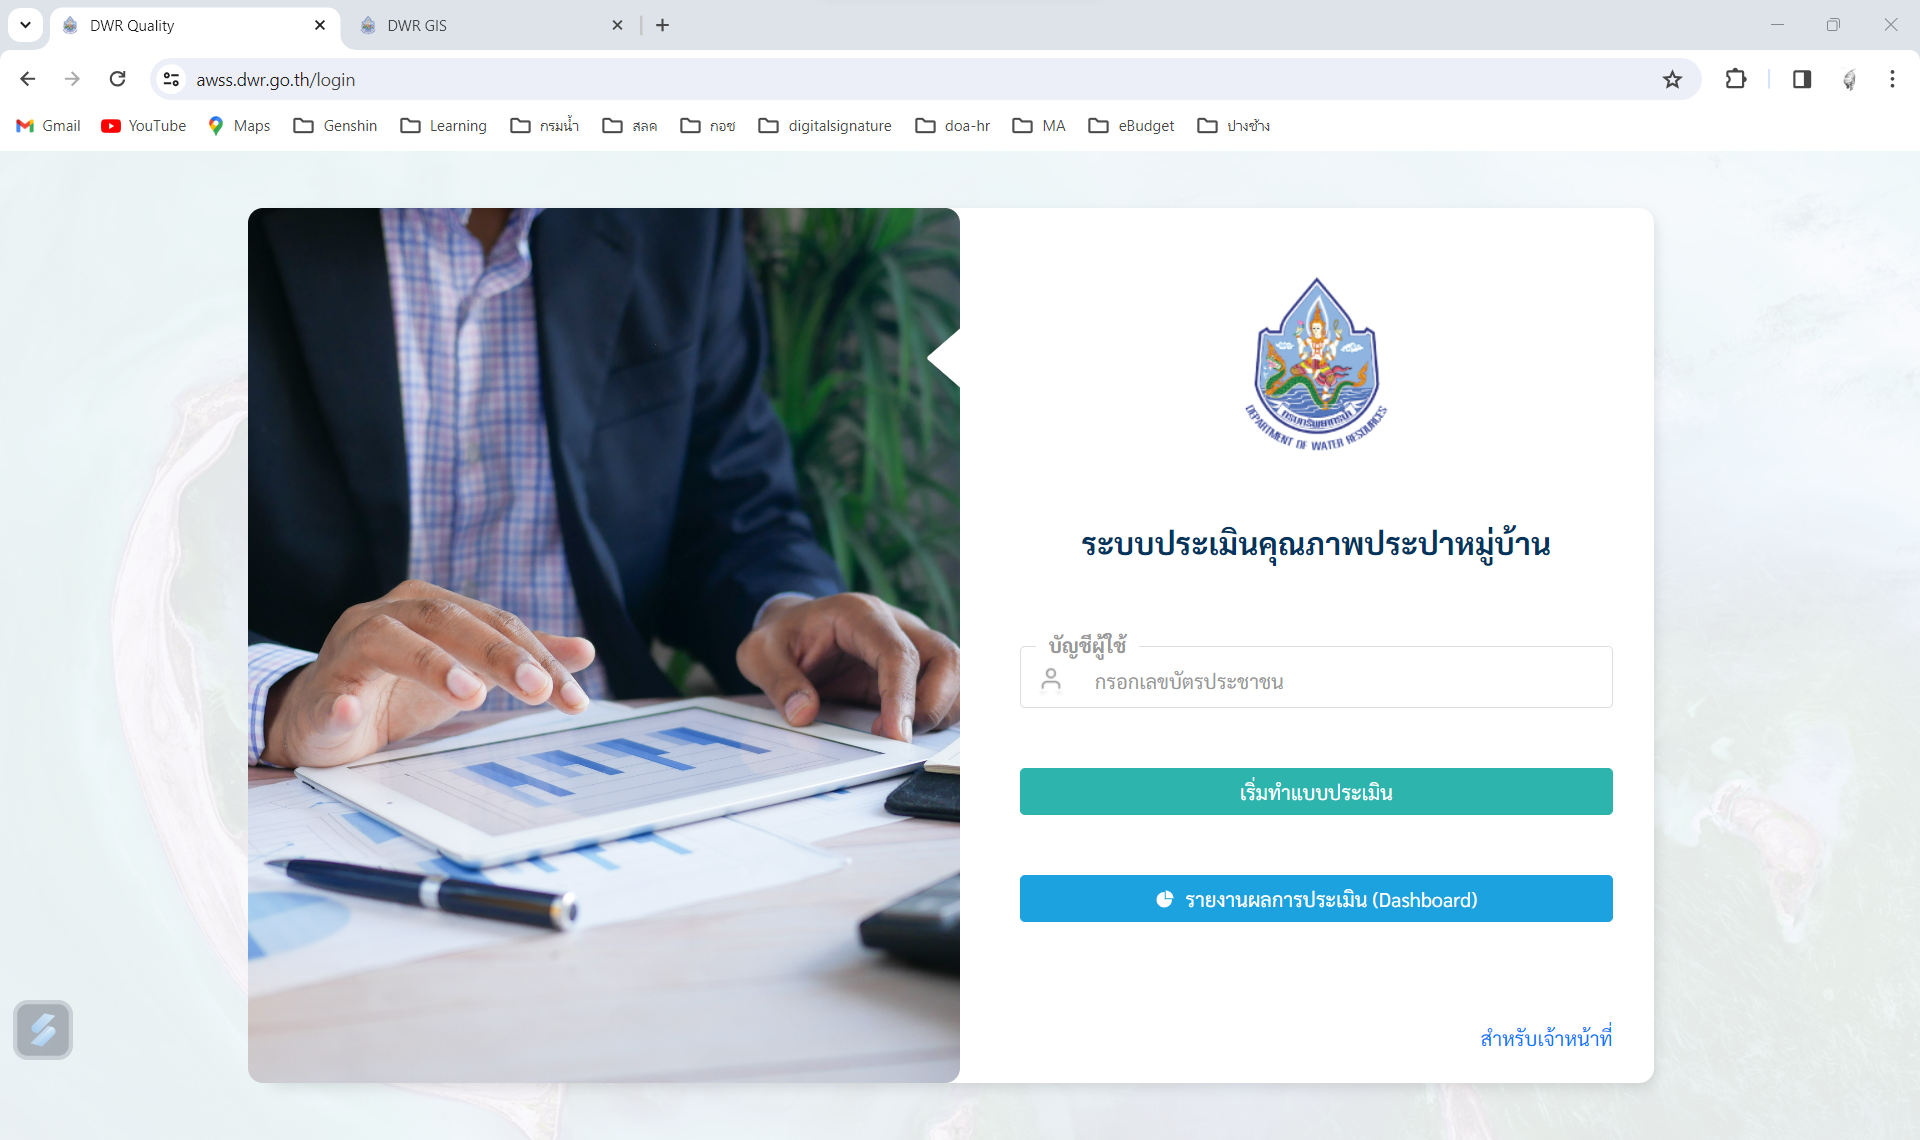 DWR Quality
DWR GIS
awss.dwr.go.th/login
Gmail
YouTube
Maps
Genshin
Learning
กรมน้ำ
สลค
กอช
digitalsignature
doa-hr
MA
eBudget
ปางช้าง
กรมทรัพยากรน้ำ
DEPARTMENT OF WATER RESOURCES
ระบบประเมินคุณภาพประปาหมู่บ้าน
บัญชีผู้ใช้
กรอกเลขบัตรประชาชน
เริ่มทำแบบประเมิน
รายงานผลการประเมิน (Dashboard)
สำหรับเจ้าหน้าที่